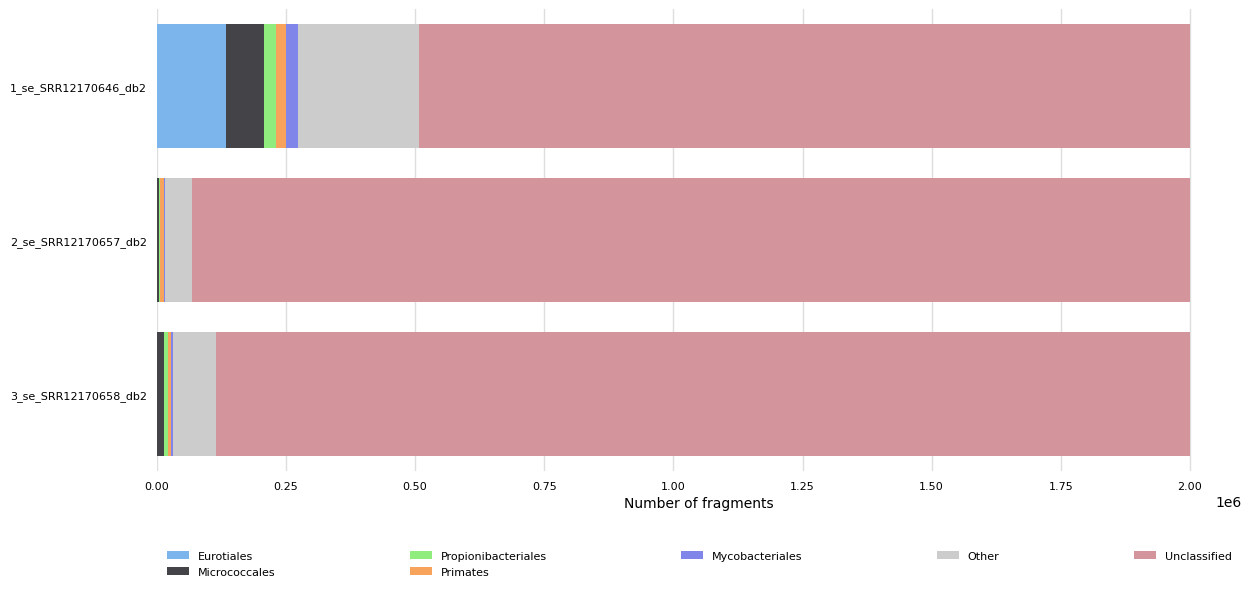 1_se_SRR12170646_db2
2_se_SRR12170657_db2
3_se_SRR12170658_db2
0.00 0.25 0.50 0.75 1.00 1.25 1.50 1.75 2.00
Number of fragments 1e6
Eurotiales Propionibacteriales Mycobacteriales Other Unclassified
Micrococcales Primates